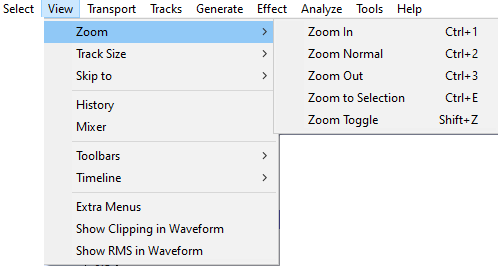 Select View Transport Tracks Generate Effect Analyze Tools Help
Zoom
Track Size
Skip to
History
Mixer
Toolbars
Timeline
Extra Menus
Show Clipping in Waveform
Show RMS in Waveform
Zoom In Ctrl+1
Zoom Normal Ctrl+2
Zoom Out Ctrl+3
Zoom to Selection Ctrl+E
Zoom Toggle Shift+Z